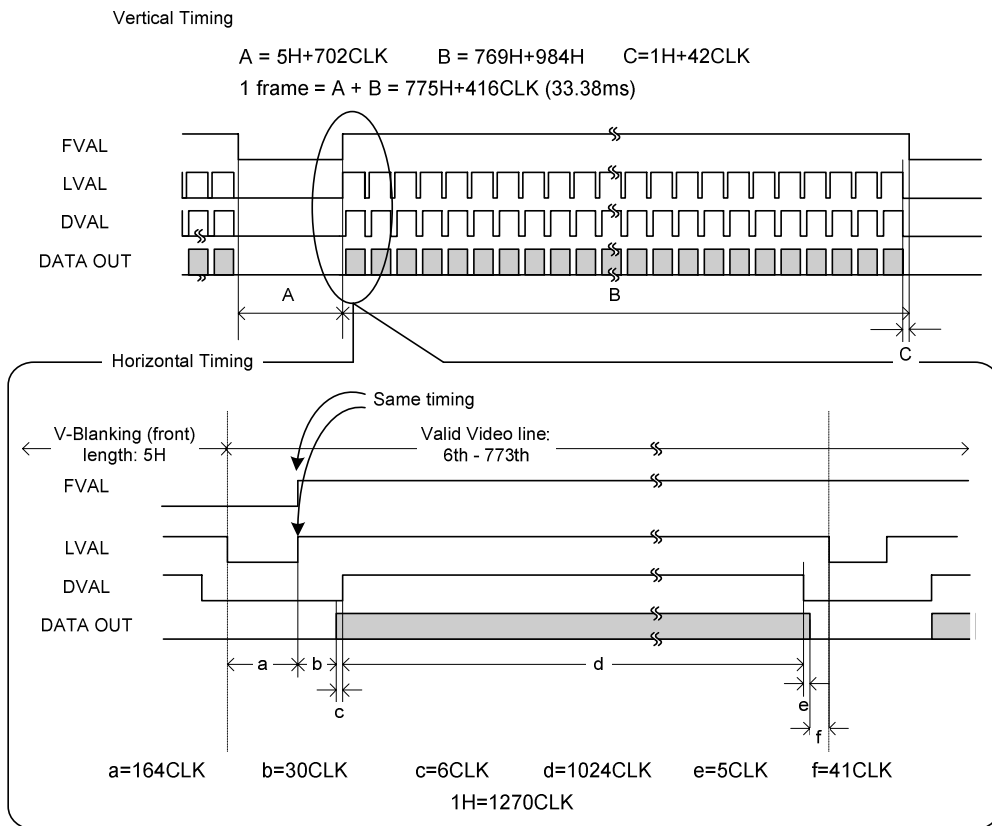 Vertical Timing
A = 5H+702CLK B = 769H+984H C=1H+42CLK
1 frame = A + B = 775H+416CLK (33.38ms)
FVAL
LVAL
DVAL
DATA OUT
A
B
C
Horizontal Timing
Same timing
V-Blanking (front)
length: 5H
Valid Video line:
6th - 773th
FVAL
LVAL
DVAL
DATA OUT
a
b
d
c
e
f
a=164CLK b=30CLK c=6CLK d=1024CLK e=5CLK f=41CLK
1H=1270CLK